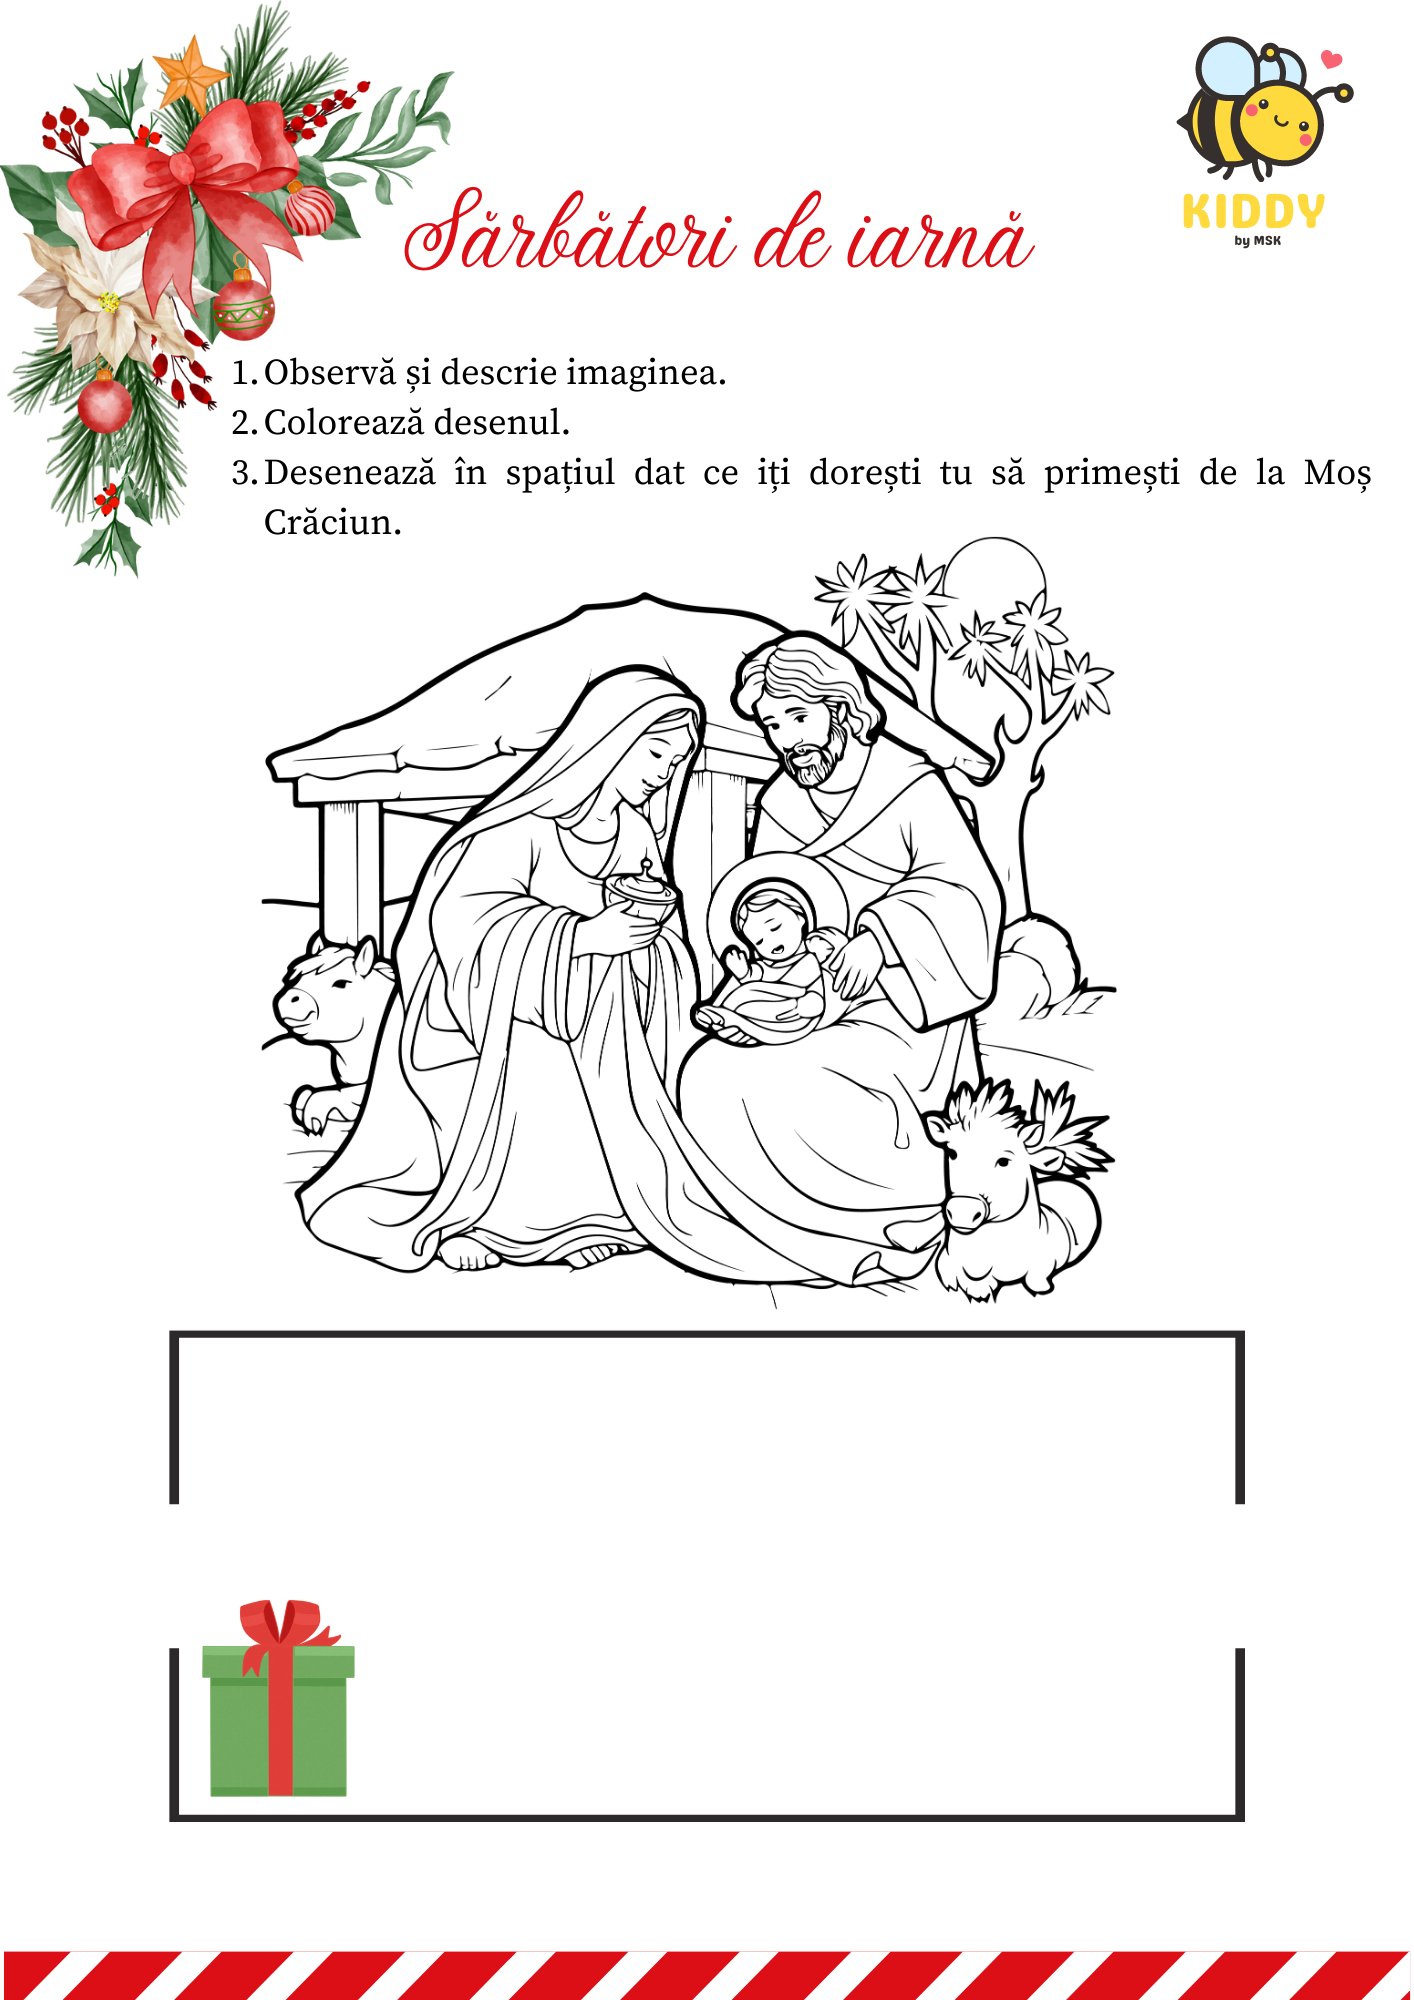 KIDDY
by MSK
Sărbători de iarnă
1. Observă și descrie imaginea.
2. Colorează desenul.
3. Desenează în spațiul dat ce iți dorești tu să primești de la Moș
Crăciun.